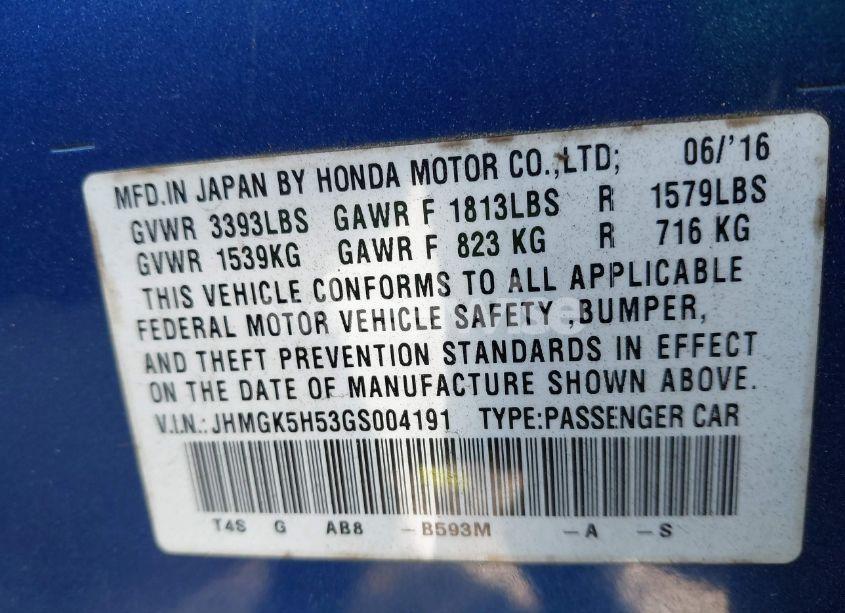 MFD.IN JAPAN BY HONDA MOTOR CO.,LTD; 06/'16
GVWR 3393LBS GAWR F 1813LBS R 1579LBS
GVWR 1539KG GAWR F 823 KG R 716 KG
THIS VEHICLE CONFORMS TO ALL APPLICABLE
FEDERAL MOTOR VEHICLE SAFETY ,BUMPER,
AND THEFT PREVENTION STANDARDS IN EFFECT
ON THE DATE OF MANUFACTURE SHOWN ABOVE.
V.I.N.: JHMGK5H53GS004191 TYPE:PASSENGER CAR
T4S G AB8 -B593M -A -S